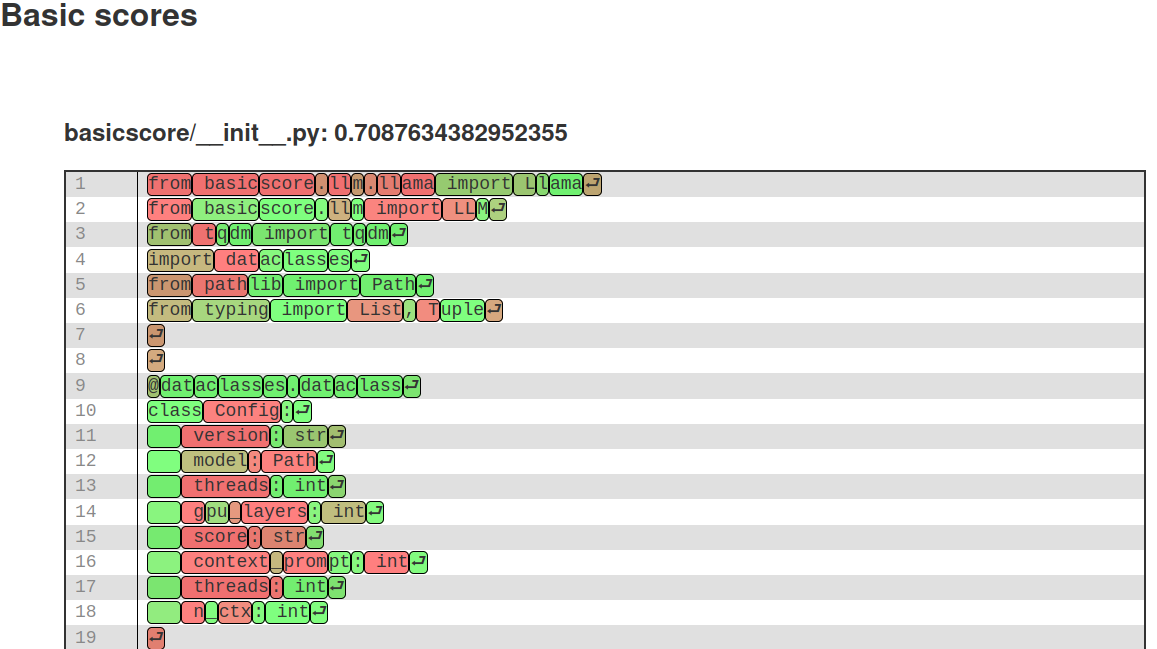 Basic scores
basicscore/__init__.py: 0.7087634382952355
1 from basicscore.llm.llama import Llama↵
2 from basicscore.llm import LLM↵
3 from tqdm import tqdm↵
4 import dataclasses↵
5 from pathlib import Path↵
6 from typing import List, Tuple↵
7 ↵
8 ↵
9 @dataclasses.dataclass↵
10 class Config:↵
11     version: str↵
12     model: Path↵
13     threads: int↵
14     gpu_layers: int↵
15     score: str↵
16     context_prompt: int↵
17     threads: int↵
18     n_ctx: int↵
19 ↵